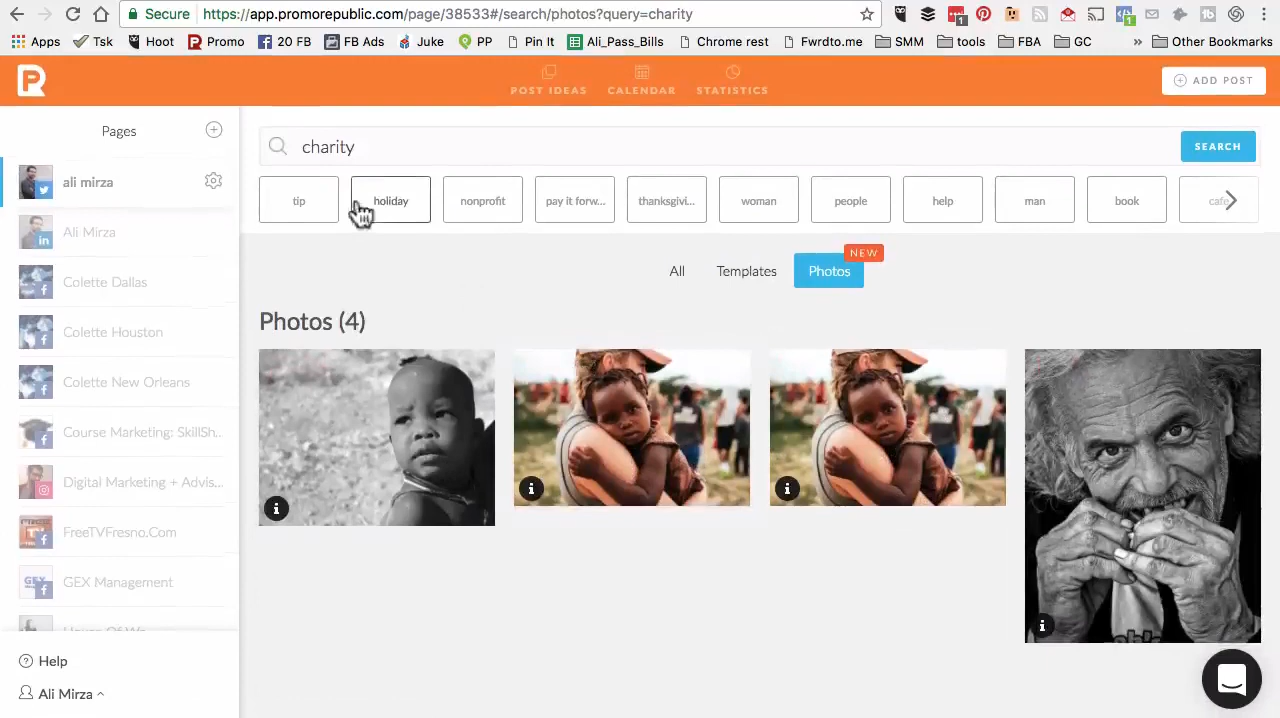 Secure https://app.promorepublic.com/page/38533#/search/photos?query=charity
Apps Tsk Hoot Promo 20 FB FB Ads Juke PP Pin It Ali_Pass_Bills Chrome rest Fwrdto.me SMM tools FBA GC » Other Bookmarks
POST IDEAS CALENDAR STATISTICS
ADD POST
Pages
charity
SEARCH
tip holiday nonprofit pay it forw... thanksgivi... woman people help man book cafe
ali mirza
Ali Mirza
Colette Dallas
Colette Houston
Colette New Orleans
Course Marketing: SkillSh...
Digital Marketing + Advis...
FreeTVFresno.Com
GEX Management
NEW
All Templates Photos
Photos (4)
Help
Ali Mirza